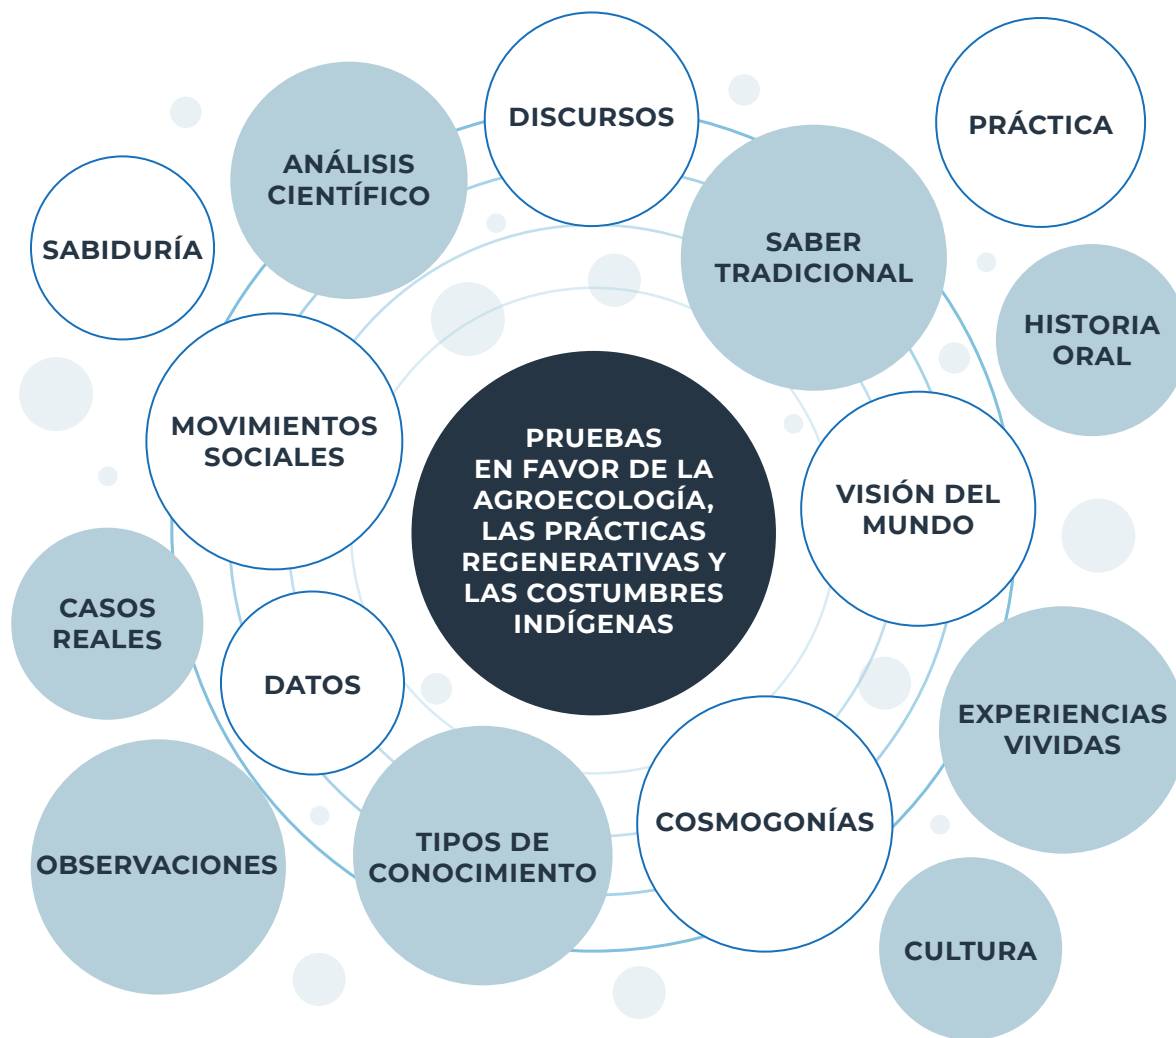 DISCURSOS
PRÁCTICA
ANÁLISIS
CIENTÍFICO
SABIDURÍA
SABER
TRADICIONAL
HISTORIA
ORAL
MOVIMIENTOS
SOCIALES
PRUEBAS
EN FAVOR DE LA
AGROECOLOGÍA,
LAS PRÁCTICAS
REGENERATIVAS Y
LAS COSTUMBRES
INDÍGENAS
VISIÓN DEL
MUNDO
CASOS
REALES
DATOS
EXPERIENCIAS
VIVIDAS
COSMOGONÍAS
TIPOS DE
CONOCIMIENTO
OBSERVACIONES
CULTURA